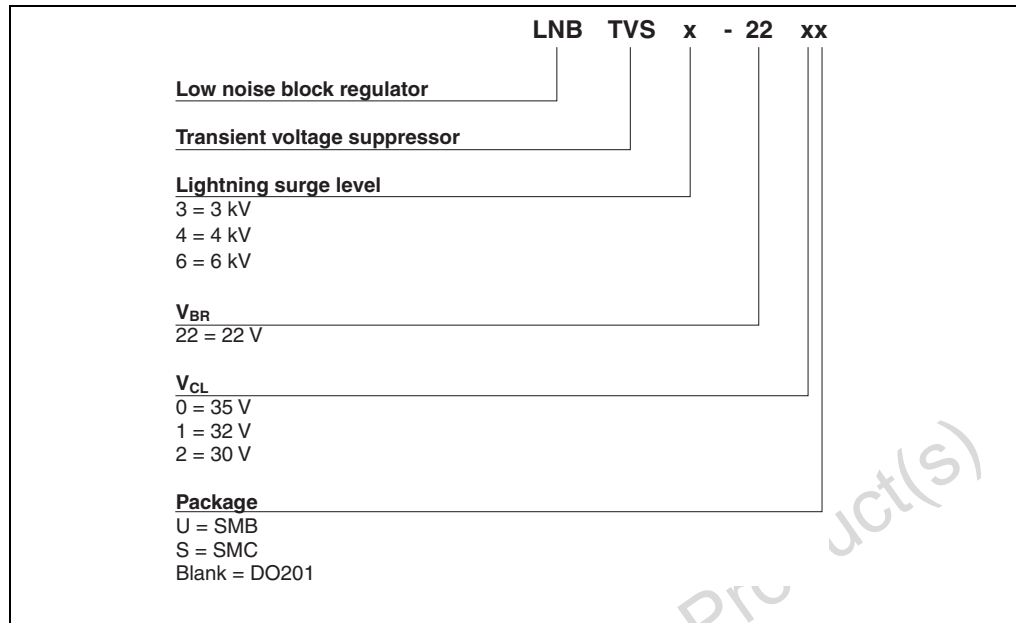 LNB TVS x - 22 xx
Low noise block regulator
Transient voltage suppressor
Lightning surge level
3 = 3 kV
4 = 4 kV
6 = 6 kV
VBR
22 = 22 V
VCL
0 = 35 V
1 = 32 V
2 = 30 V
Package
U = SMB
S = SMC
Blank = DO201